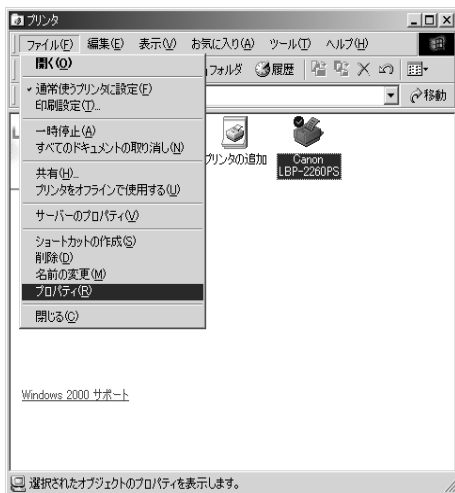 プリンタ
ファイル(F) 編集(E) 表示(V) お気に入り(A) ツール(T) ヘルプ(H)
開く(O)
フォルダ 履歴
通常使うプリンタに設定(F)
印刷設定(T)...
移動
一時停止(A)
すべてのドキュメントの取り消し(N)
プリンタの追加
Canon
LBP-2260PS
共有(H)...
プリンタをオフラインで使用する(U)
サーバーのプロパティ(V)
ショートカットの作成(S)
削除(D)
名前の変更(M)
プロパティ(R)
閉じる(C)
Windows 2000 サポート
選択されたオブジェクトのプロパティを表示します。